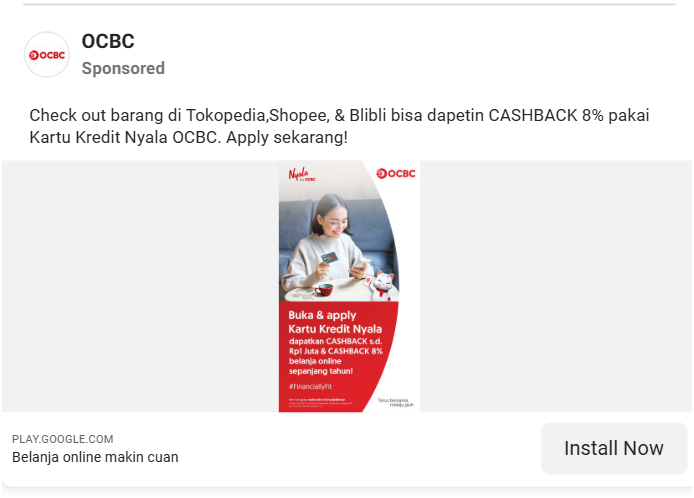 OCBC
OCBC
Sponsored
Check out barang di Tokopedia,Shopee, & Blibli bisa dapetin CASHBACK 8% pakai
Kartu Kredit Nyala OCBC. Apply sekarang!
Nyala
by OCBC
OCBC
Buka & apply
Kartu Kredit Nyala
dapatkan CASHBACK s.d.
Rp1 Juta & CASHBACK 8%
belanja online
sepanjang tahun!
#FinanciallyFit
Terus bersama,
melaju jauh
PLAY.GOOGLE.COM
Belanja online makin cuan
Install Now